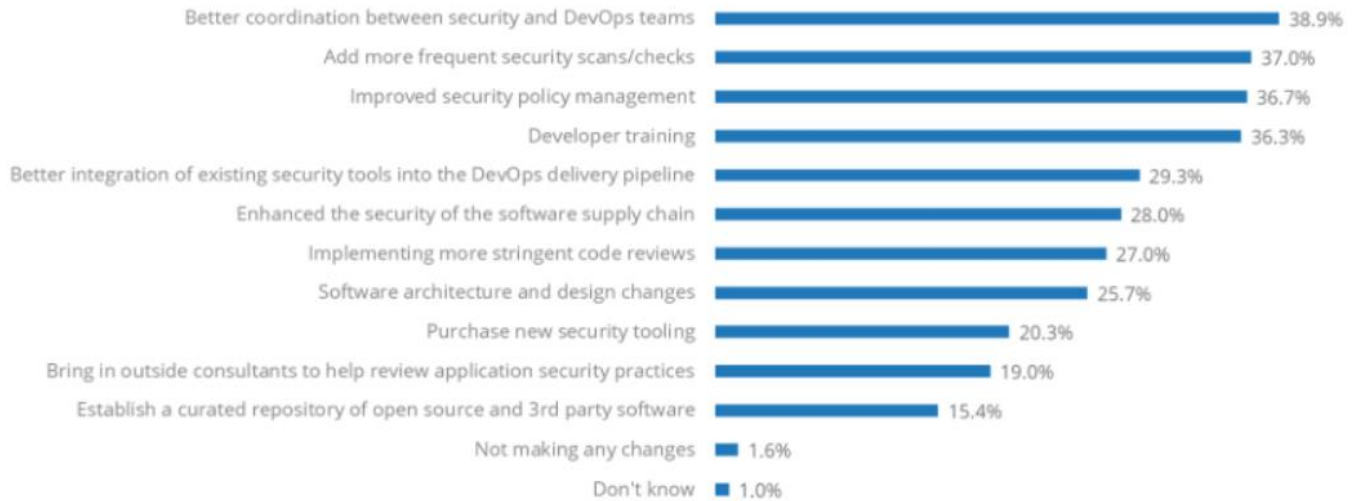 Better coordination between security and DevOps teams 38.9%
Add more frequent security scans/checks 37.0%
Improved security policy management 36.7%
Developer training 36.3%
Better integration of existing security tools into the DevOps delivery pipeline 29.3%
Enhanced the security of the software supply chain 28.0%
Implementing more stringent code reviews 27.0%
Software architecture and design changes 25.7%
Purchase new security tooling 20.3%
Bring in outside consultants to help review application security practices 19.0%
Establish a curated repository of open source and 3rd party software 15.4%
Not making any changes 1.6%
Don't know 1.0%